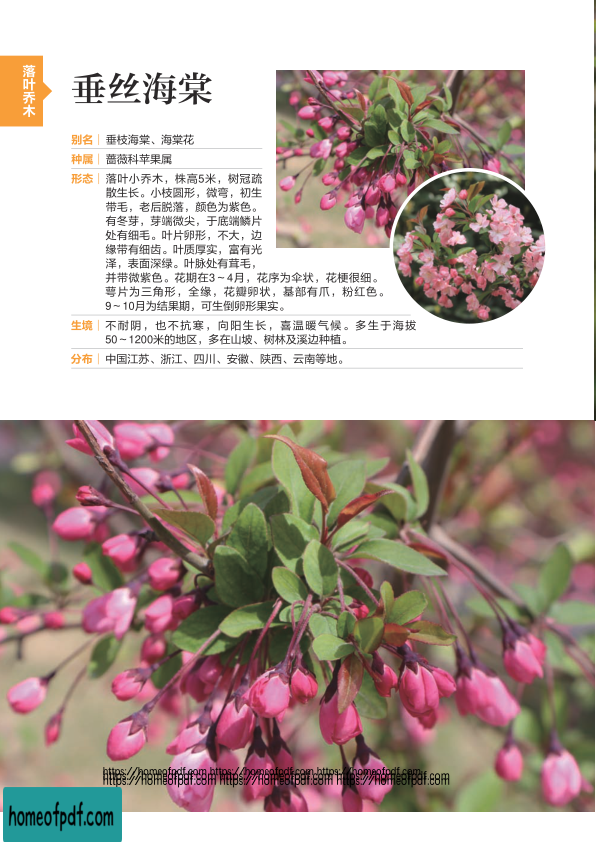 落叶乔木
垂丝海棠
别名 垂枝海棠、海棠花
种属 蔷薇科苹果属
形态 落叶小乔木，株高5米，树冠疏
散生长。小枝圆形，微弯，初生
带毛，老后脱落，颜色为紫色。
有冬芽，芽端微尖，于底端鳞片
处有细毛。叶片卵形，不大，边
缘带有细齿。叶质厚实，富有光
泽，表面深绿。叶脉处有茸毛，
并带微紫色。花期在3～4月，花序为伞状，花梗很细。
萼片为三角形，全缘，花瓣卵状，基部有爪，粉红色。
9～10月为结果期，可生倒卵形果实。
生境 不耐阴，也不抗寒，向阳生长，喜温暖气候。多生于海拔
50～1200米的地区，多在山坡、树林及溪边种植。
分布 中国江苏、浙江、四川、安徽、陕西、云南等地。
https://homeofpdf.com https://homeofpdf.com https://homeofpdf.com
https://homeofpdf.com https://homeofpdf.com https://homeofpdf.com
homeofpdf.com